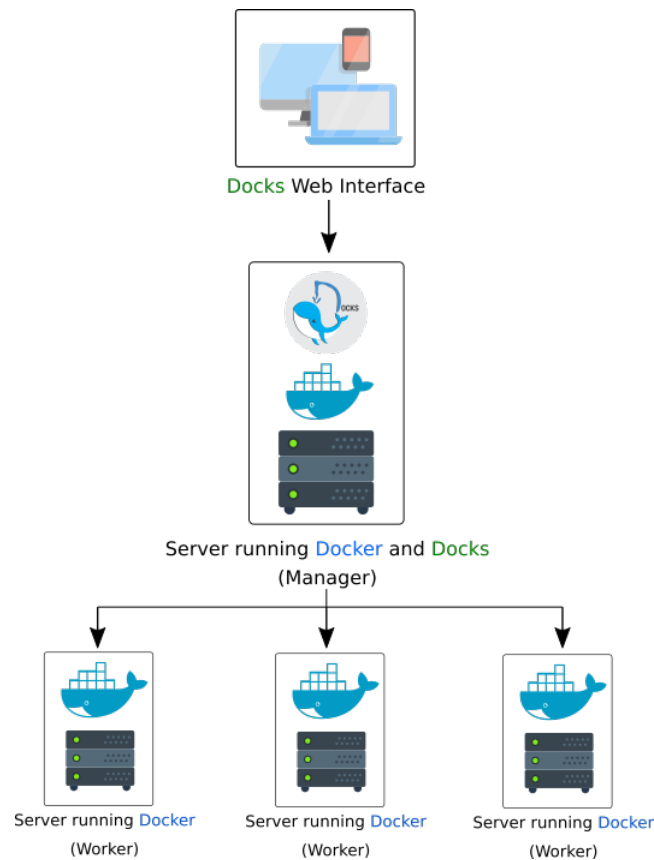 Docks Web Interface
OCKS
Server running Docker and Docks
(Manager)
Server running Docker
(Worker)
Server running Docker
(Worker)
Server running Docker
(Worker)